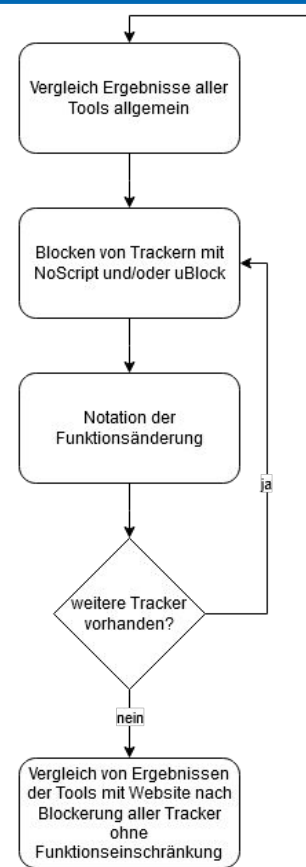 Vergleich Ergebnisse aller
Tools allgemein
Blocken von Trackern mit
NoScript und/oder uBlock
Notation der
Funktionsänderung
ja
weitere Tracker
vorhanden?
nein
Vergleich von Ergebnissen
der Tools mit Website nach
Blockerung aller Tracker
ohne
Funktionseinschränkung